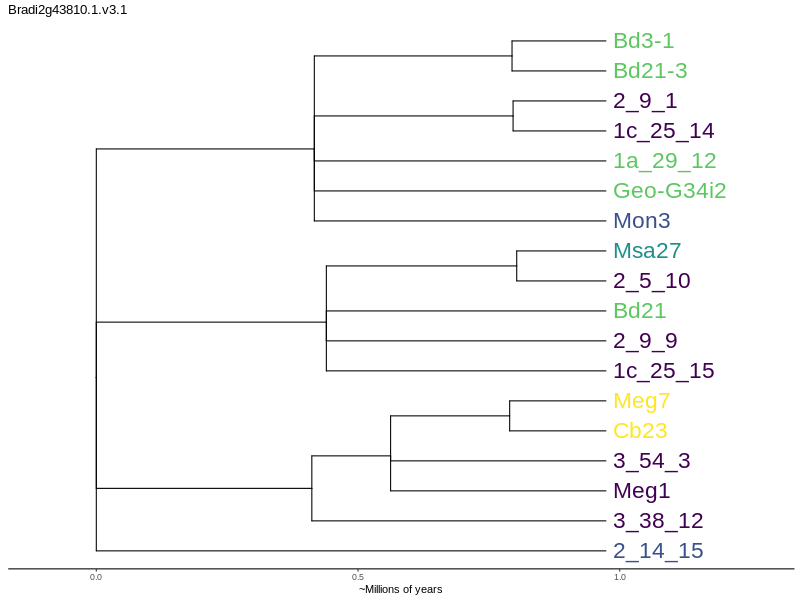 Bradi2g43810.1.v3.1
Bd3-1
Bd21-3
2_9_1
1c_25_14
1a_29_12
Geo-G34i2
Mon3
Msa27
2_5_10
Bd21
2_9_9
1c_25_15
Meg7
Cb23
3_54_3
Meg1
3_38_12
2_14_15
0.0 0.5 1.0
~Millions of years